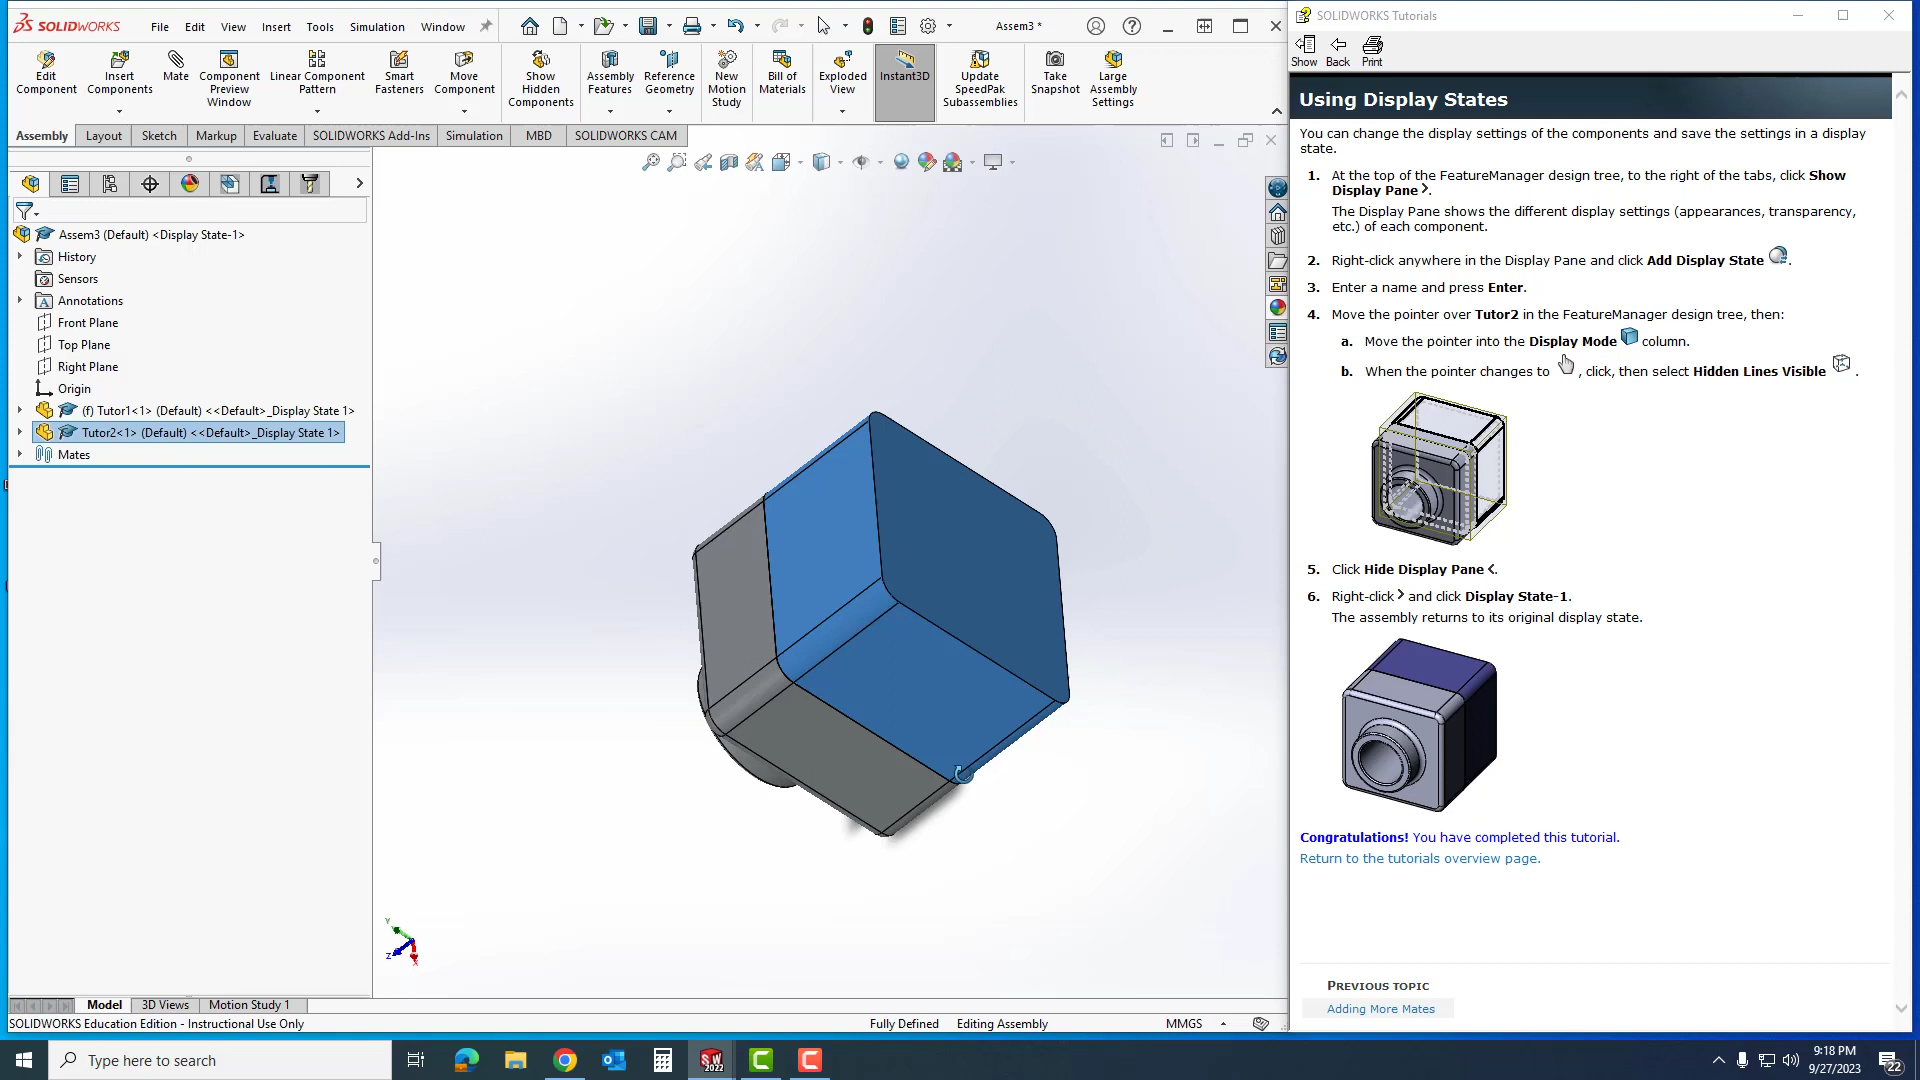 SOLIDWORKS
File
Edit
View
Insert
Tools
Simulation
Window
Assem3 *
Edit
Component
Insert
Components
Mate
Component
Preview
Window
Linear Component
Pattern
Smart
Fasteners
Move
Component
Show
Hidden
Components
Assembly
Features
Reference
Geometry
New
Motion
Study
Bill of
Materials
Exploded
View
Instant3D
Update
SpeedPak
Subassemblies
Take
Snapshot
Large
Assembly
Settings
Assembly
Layout
Sketch
Markup
Evaluate
SOLIDWORKS Add-Ins
Simulation
MBD
SOLIDWORKS CAM
Assem3 (Default) <Display State-1>
History
Sensors
Annotations
Front Plane
Top Plane
Right Plane
Origin
(f) Tutor1<1> (Default) <<Default>_Display State 1>
Tutor2<1> (Default) <<Default>_Display State 1>
Mates
Y
Z
X
Model
3D Views
Motion Study 1
SOLIDWORKS Education Edition - Instructional Use Only
Fully Defined
Editing Assembly
MMGS
SOLIDWORKS Tutorials
Show
Back
Print
Using Display States
You can change the display settings of the components and save the settings in a display
state.
1. At the top of the FeatureManager design tree, to the right of the tabs, click Show
Display Pane >.
The Display Pane shows the different display settings (appearances, transparency,
etc.) of each component.
2. Right-click anywhere in the Display Pane and click Add Display State .
3. Enter a name and press Enter.
4. Move the pointer over Tutor2 in the FeatureManager design tree, then:
a. Move the pointer into the Display Mode column.
b. When the pointer changes to , click, then select Hidden Lines Visible .
5. Click Hide Display Pane <.
6. Right-click > and click Display State-1.
The assembly returns to its original display state.
Congratulations! You have completed this tutorial.
Return to the tutorials overview page.
PREVIOUS TOPIC
Adding More Mates
Type here to search
SW
2022
9:18 PM
9/27/2023
22